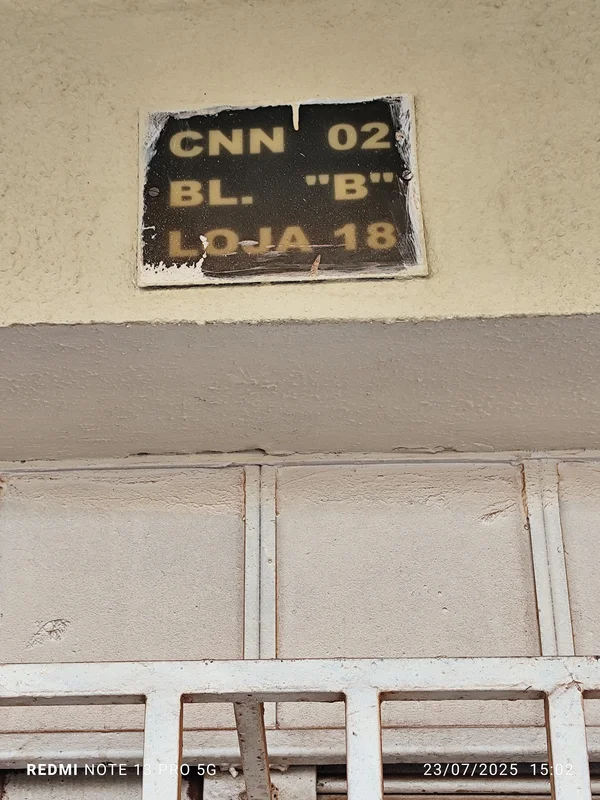 CNN 02
BL. "B"
LOJA 18
REDMI NOTE 13 PRO 5G 23/07/2025 15:02